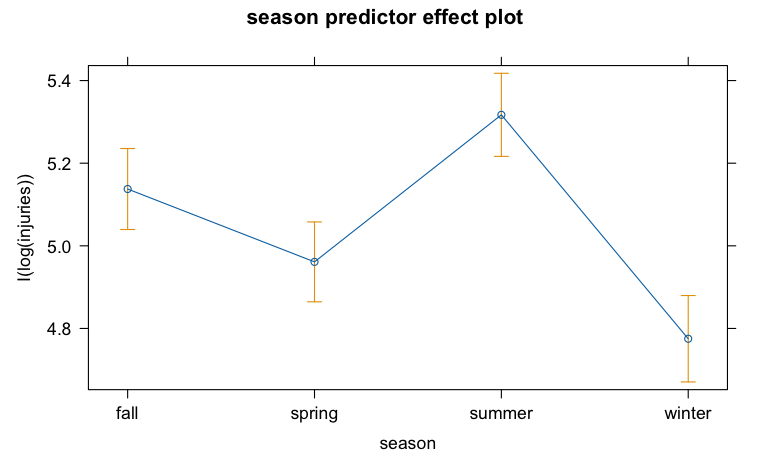 season predictor effect plot
I(log(injuries))
5.4
5.2
5.0
4.8
fall spring summer winter
season